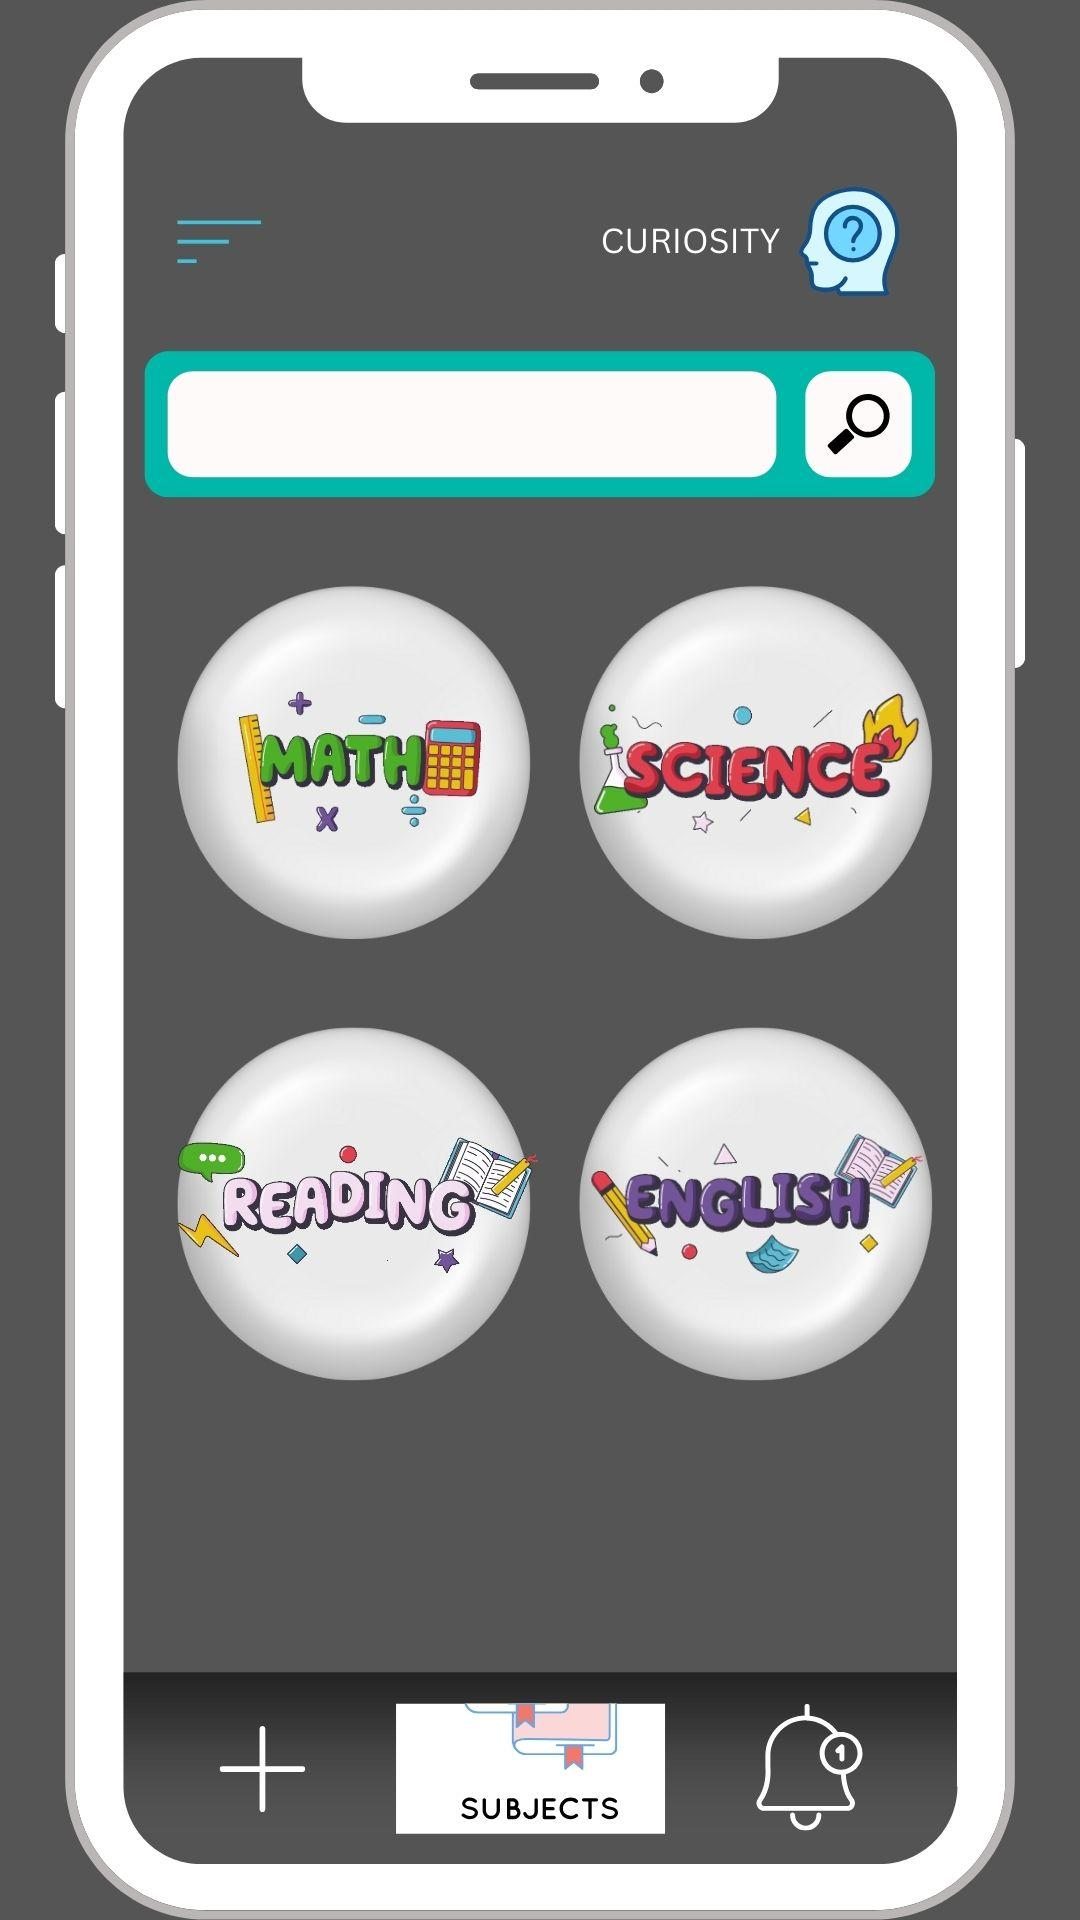 CURIOSITY
MATH
SCIENCE
READING
ENGLISH
SUBJECTS
1